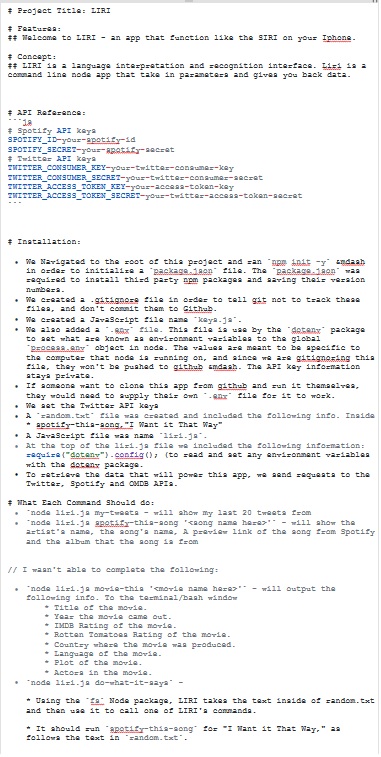 # Project Title: LIRI
# Features:
## Welcome to LIRI - an app that function like the SIRI on your Iphone.
# Concept:
## LIRI is a language interpretation and recognition interface. Liri is a
command line node app that take in parameters and gives you back data.
# API Reference:
```js
# Spotify API keys
SPOTIFY_ID=your-spotify-id
SPOTIFY_SECRET=your-spotify-secret
# Twitter API keys
TWITTER_CONSUMER_KEY=your-twitter-consumer-key
TWITTER_CONSUMER_SECRET=your-twitter-consumer-secret
TWITTER_ACCESS_TOKEN_KEY=your-access-token-key
TWITTER_ACCESS_TOKEN_SECRET=your-twitter-access-token-secret
```
# Installation:
• We Navigated to the root of this project and ran `npm init -y` &mdash
in order to initialize a `package.json` file. The `package.json` was
required to install third party npm packages and saving their version
numbers.
• We created a .gitignore file in order to tell git not to track these
files, and don't commit them to Github.
• We created a JavaScript file name `keys.js`.
• We also added a `.env` file. This file is use by the `dotenv` package
to set what are known as environment variables to the global
`process.env` object in node. The values are meant to be specific to
the computer that node is running on, and since we are gitignoring this
file, they won't be pushed to github &mdash. The API key information
stays private.
• If someone want to clone this app from github and run it themselves,
they would need to supply their own `.env` file for it to work.
• We set the Twitter API keys
• A `random.txt` file was created and included the following info. Inside
* spotify-this-song,"I Want it That Way"
• A JavaScript file was name `liri.js`.
• At the top of the liri.js file we included the following information:
require("dotenv").config(); (to read and set any environment variables
with the dotenv package.
• To retrieve the data that will power this app, we send requests to the
Twitter, Spotify and OMDB APIs.
# What Each Command Should do:
• `node liri.js my-tweets - will show my last 20 tweets from
• `node liri.js spotify-this-song '<song name here>'` - will show the
artist's name, the song's name, A preview link of the song from Spotify
and the album that the song is from
// I wasn't able to complete the following:
• `node liri.js movie-this '<movie name here>'` - will output the
following info. To the terminal/bash window
* Title of the movie.
* Year the movie came out.
* IMDB Rating of the movie.
* Rotten Tomatoes Rating of the movie.
* Country where the movie was produced.
* Language of the movie.
* Plot of the movie.
* Actors in the movie.
• `node liri.js do-what-it-says` -
* Using the `fs` Node package, LIRI takes the text inside of random.txt
and then use it to call one of LIRI's commands.
* It should run `spotify-this-song` for "I Want it That Way," as
follows the text in `random.txt`.